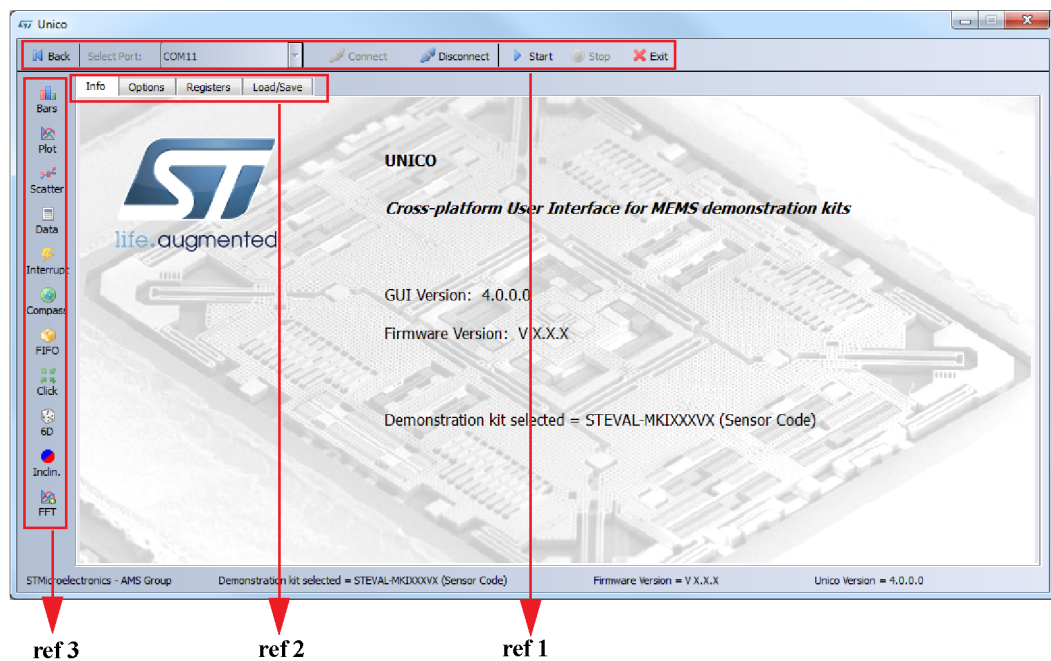 Unico
Back Select Port: COM11 Connect Disconnect Start Stop Exit
Info Options Registers Load/Save
Bars
Plot
Scatter
Data
Interrupt
Compass
FIFO
Click
6D
Inclin.
FFT
ST
life.augmented
UNICO
Cross-platform User Interface for MEMS demonstration kits
GUI Version: 4.0.0.0
Firmware Version: V X.X.X
Demonstration kit selected = STEVAL-MKIXXXVX (Sensor Code)
STMicroelectronics - AMS Group Demonstration kit selected = STEVAL-MKIXXXVX (Sensor Code) Firmware Version = V X.X.X Unico Version = 4.0.0.0
ref 3 ref 2 ref 1